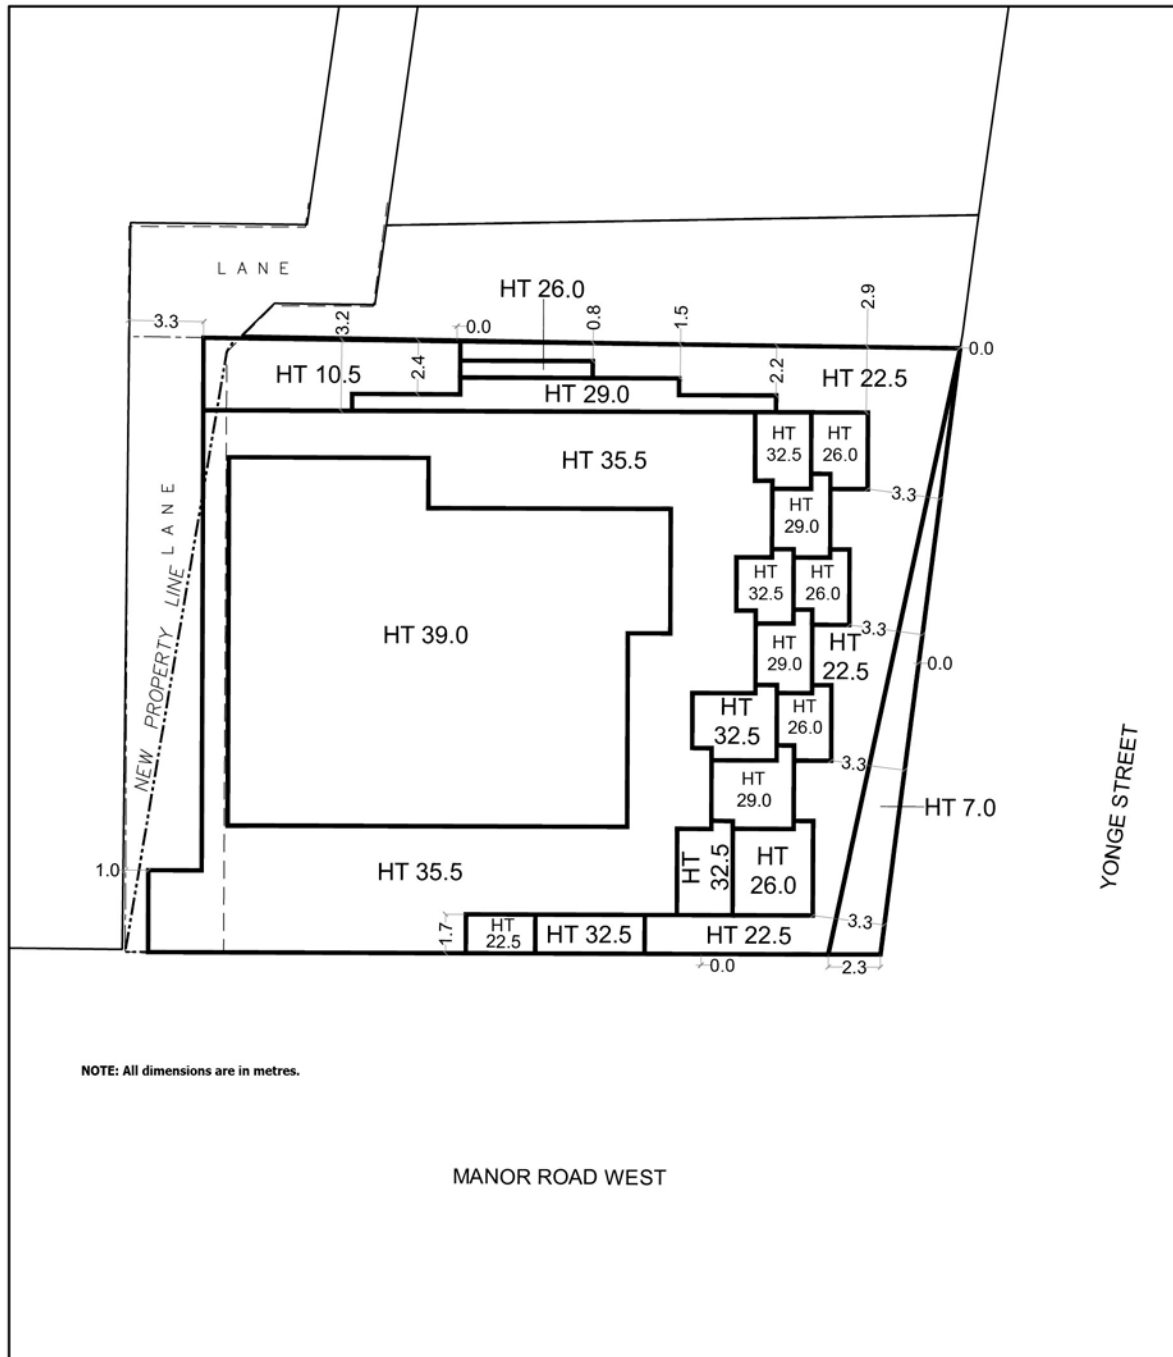 LANE
HT 26.0
2.9
3.3
3.2
0.0
0.8
1.5
0.0
HT 10.5
2.4
2.2
HT 22.5
HT 29.0
HT
32.5
HT
26.0
HT 35.5
3.3
HT
29.0
LANE
NEW PROPERTY LINE
HT
32.5
HT
26.0
HT 39.0
3.3
HT
22.5
HT
29.0
0.0
HT
32.5
HT
26.0
3.3
HT
29.0
HT 7.0
YONGE STREET
1.0
HT 35.5
HT
32.5
HT
26.0
3.3
1.7
HT
22.5
HT 32.5
HT 22.5
0.0
2.3
NOTE: All dimensions are in metres.
MANOR ROAD WEST